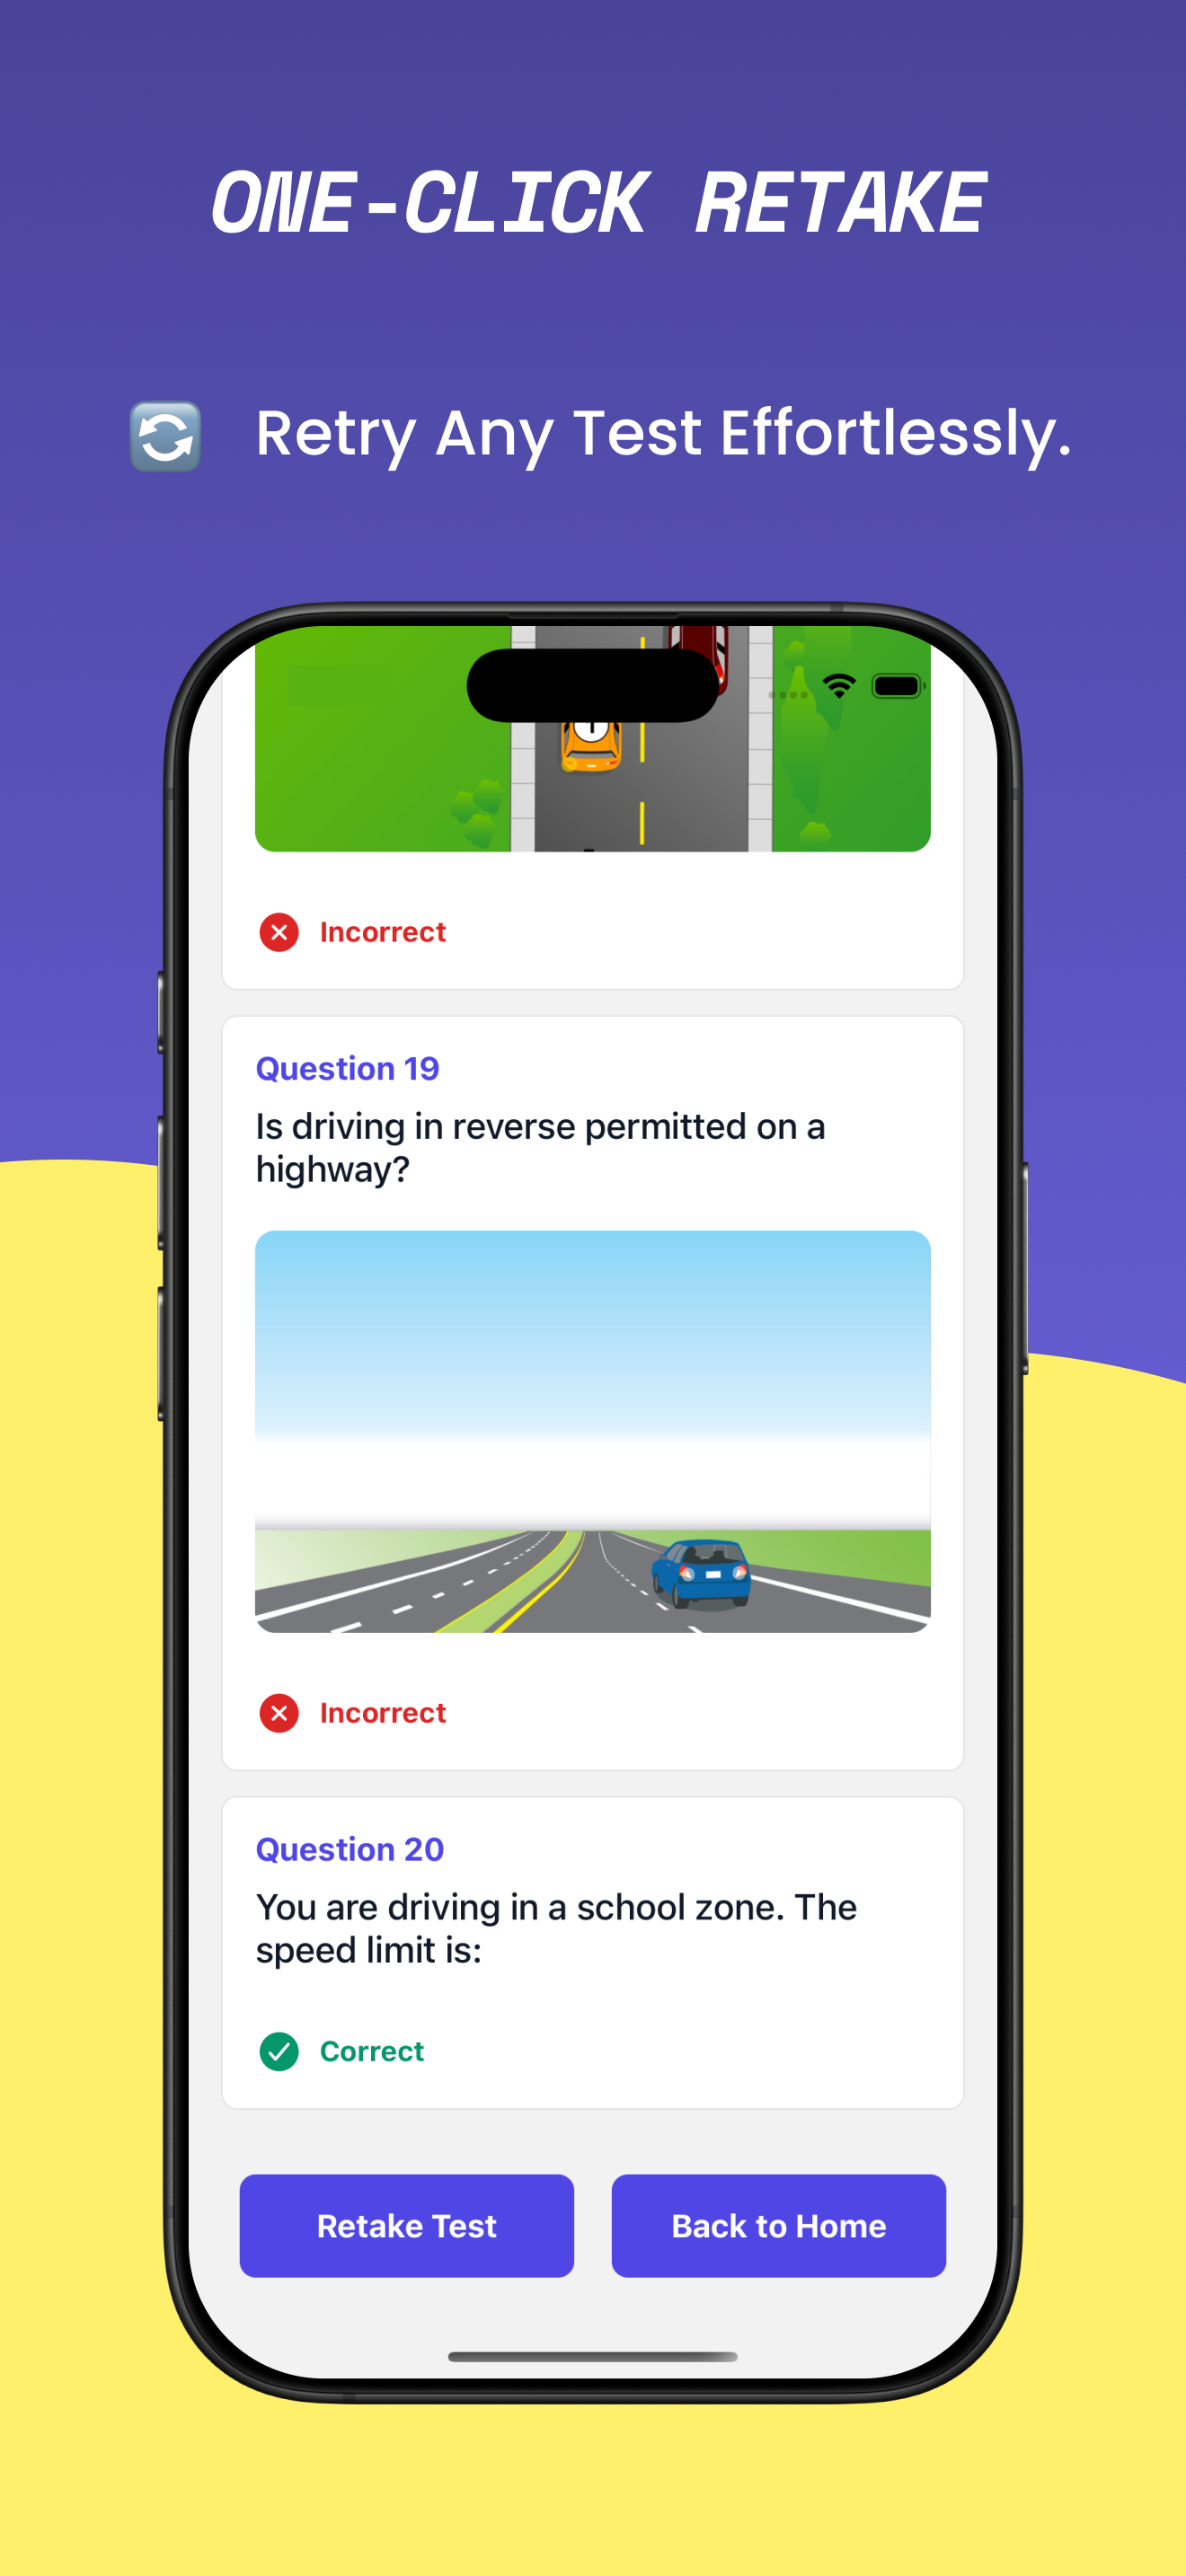 ONE-CLICK RETAKE
Retry Any Test Effortlessly.
1
Incorrect
Question 19
Is driving in reverse permitted on a
highway?
Incorrect
Question 20
You are driving in a school zone. The
speed limit is:
Correct
Retake Test
Back to Home